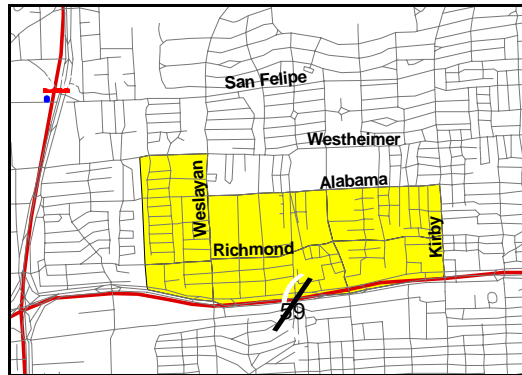 San Felipe
Westheimer
Alabama
Weslayan
Richmond
Kirby
59